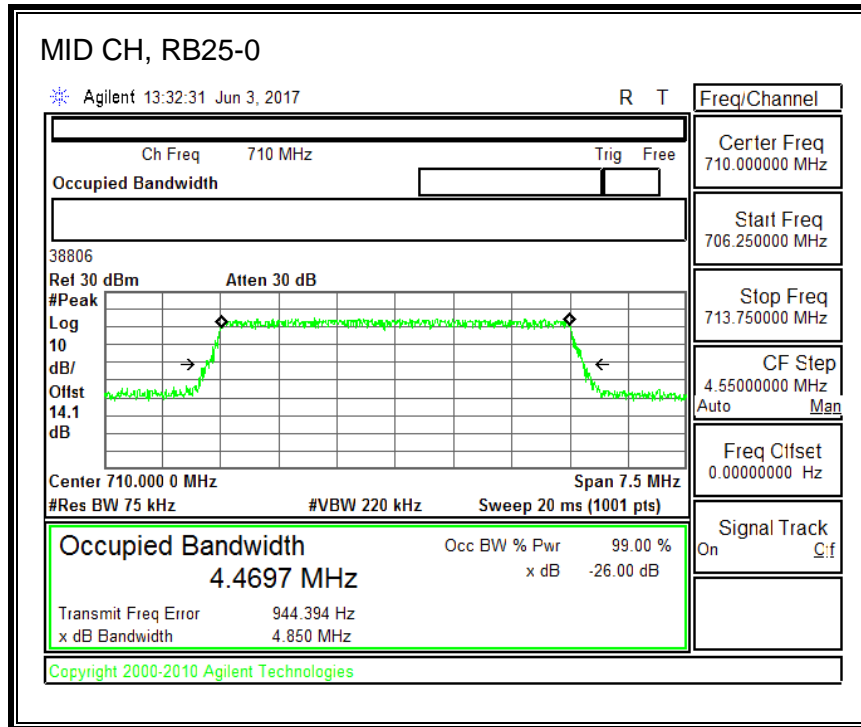 MID CH, RB25-0
Agilent 13:32:31 Jun 3, 2017 R T
Freq/Channel
Ch Freq 710 MHz Trig Free
Occupied Bandwidth
Center Freq
710.000000 MHz
Start Freq
706.250000 MHz
Stop Freq
713.750000 MHz
CF Step
4.55000000 MHz
Auto Man
Freq Offset
0.00000000 Hz
Signal Track
On Off
38806
Ref 30 dBm Atten 30 dB
#Peak
Log
10
dB/
Offst
14.1
dB
Center 710.000 0 MHz Span 7.5 MHz
#Res BW 75 kHz #VBW 220 kHz Sweep 20 ms (1001 pts)
Occupied Bandwidth Occ BW % Pwr 99.00 %
4.4697 MHz x dB -26.00 dB
Transmit Freq Error 944.394 Hz
x dB Bandwidth 4.850 MHz
Copyright 2000-2010 Agilent Technologies